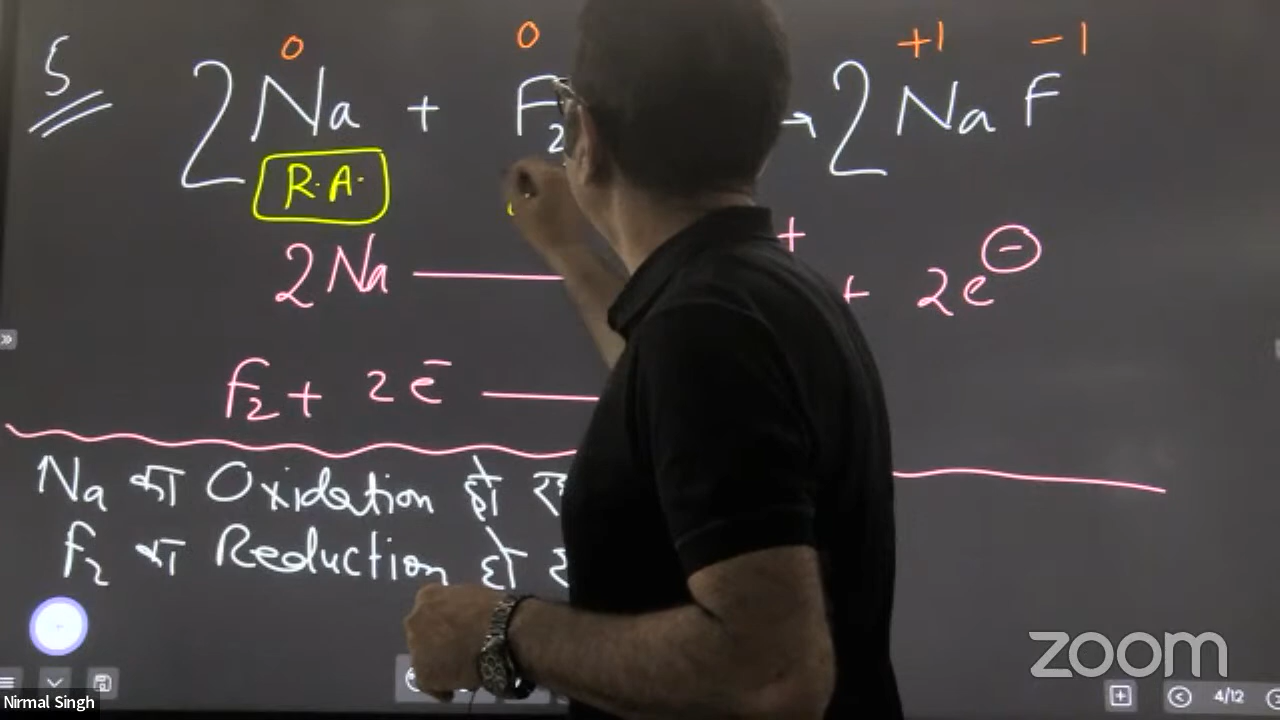 5
0 0 +1 -1
2Na + F2 → 2NaF
R.A.
2Na + + 2e⊖
F2 + 2e-
Na का Oxidation हो
F2 का Reduction हो
zoom
4/12
Nirmal Singh